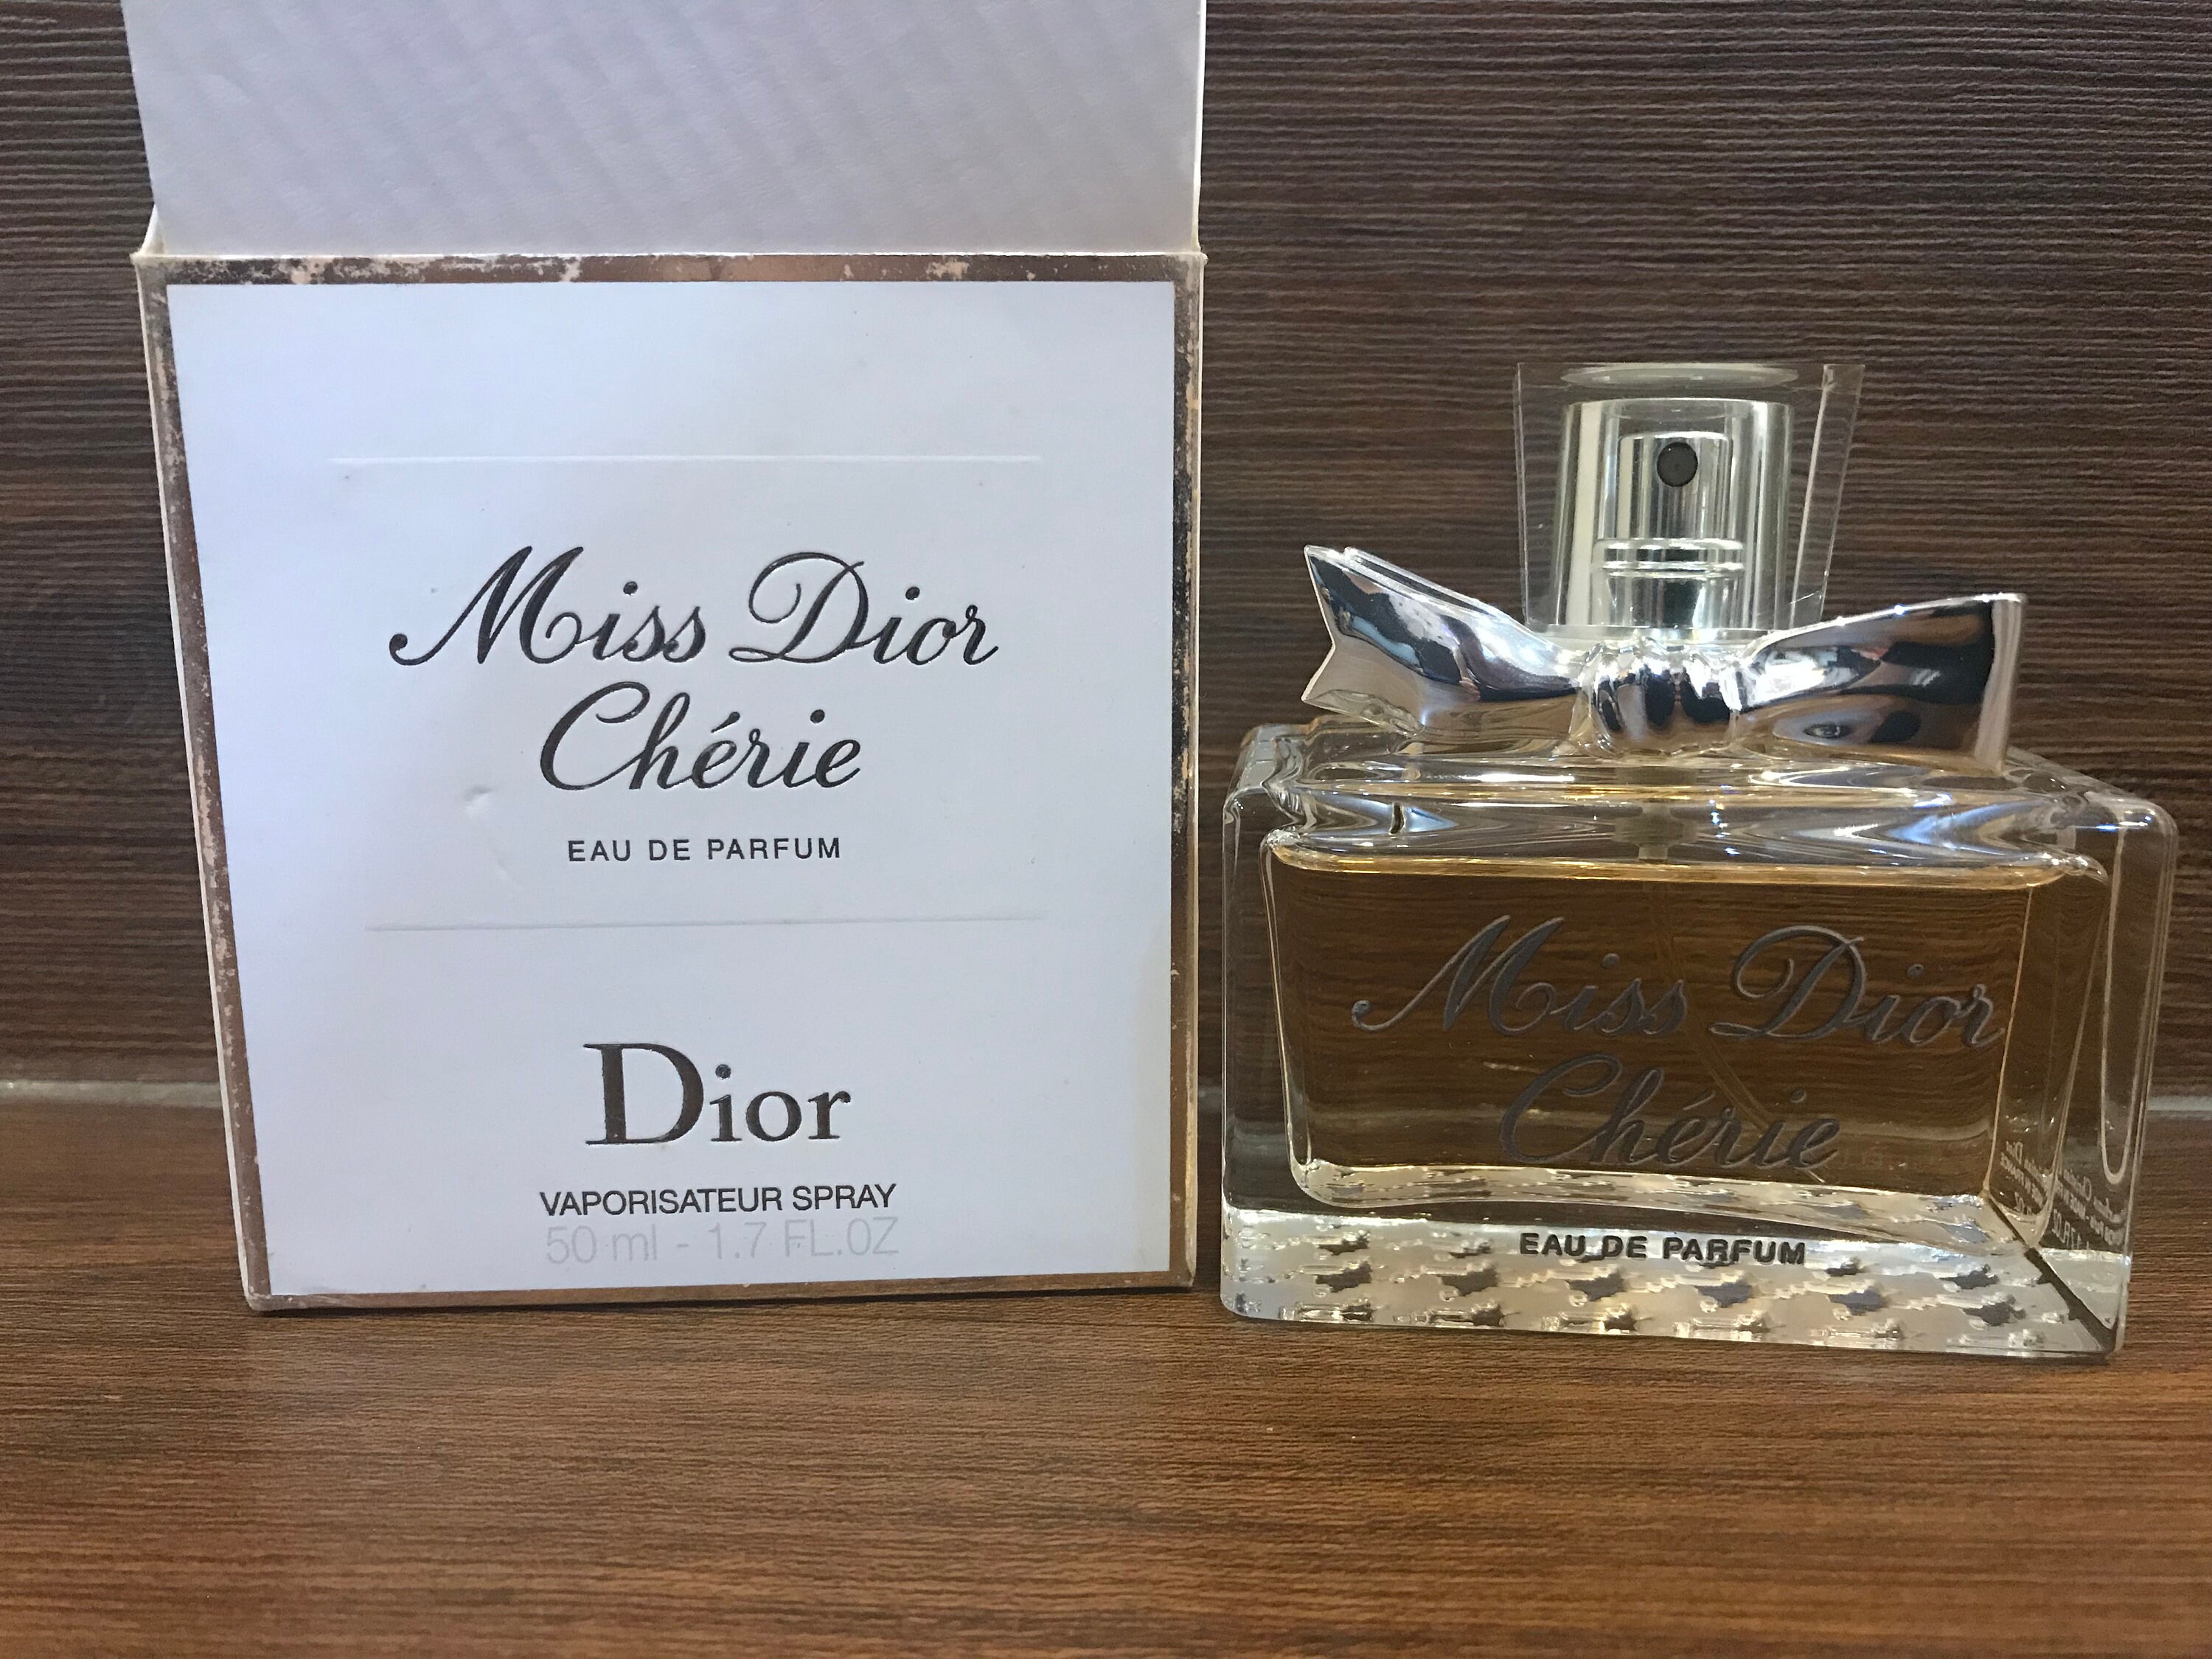 Miss Dior
Chérie
EAU DE PARFUM
Dior
VAPORISATEUR SPRAY
50 ml - 1.7 FL.OZ
Miss Dior
Chérie
EAU DE PARFUM